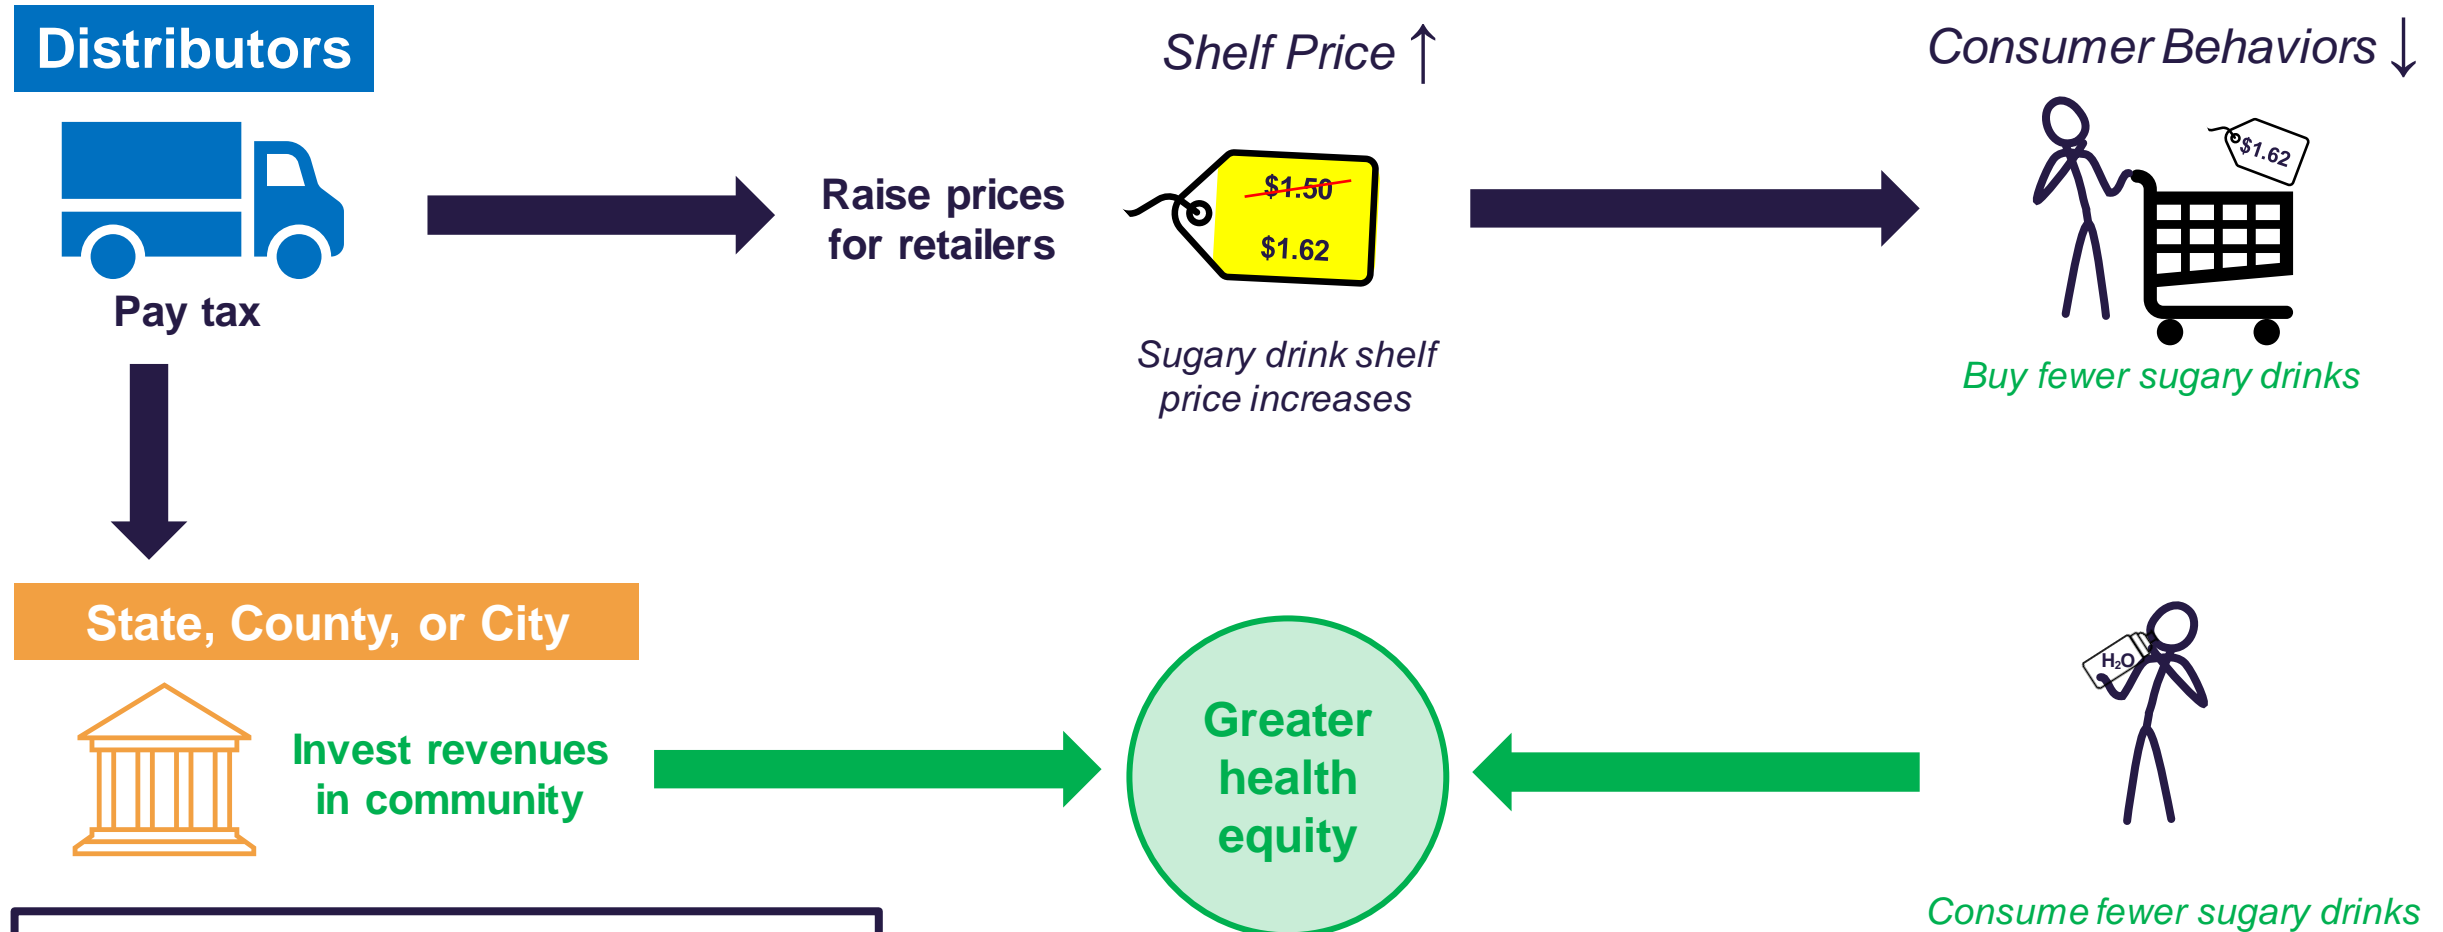 Distributors
Shelf Price ↑
Consumer Behaviors ↓
Pay tax
Raise prices
for retailers
$1.50
$1.62
Sugary drink shelf
price increases
$1.62
Buy fewer sugary drinks
State, County, or City
Invest revenues
in community
Greater
health
equity
H₂O
Consume fewer sugary drinks